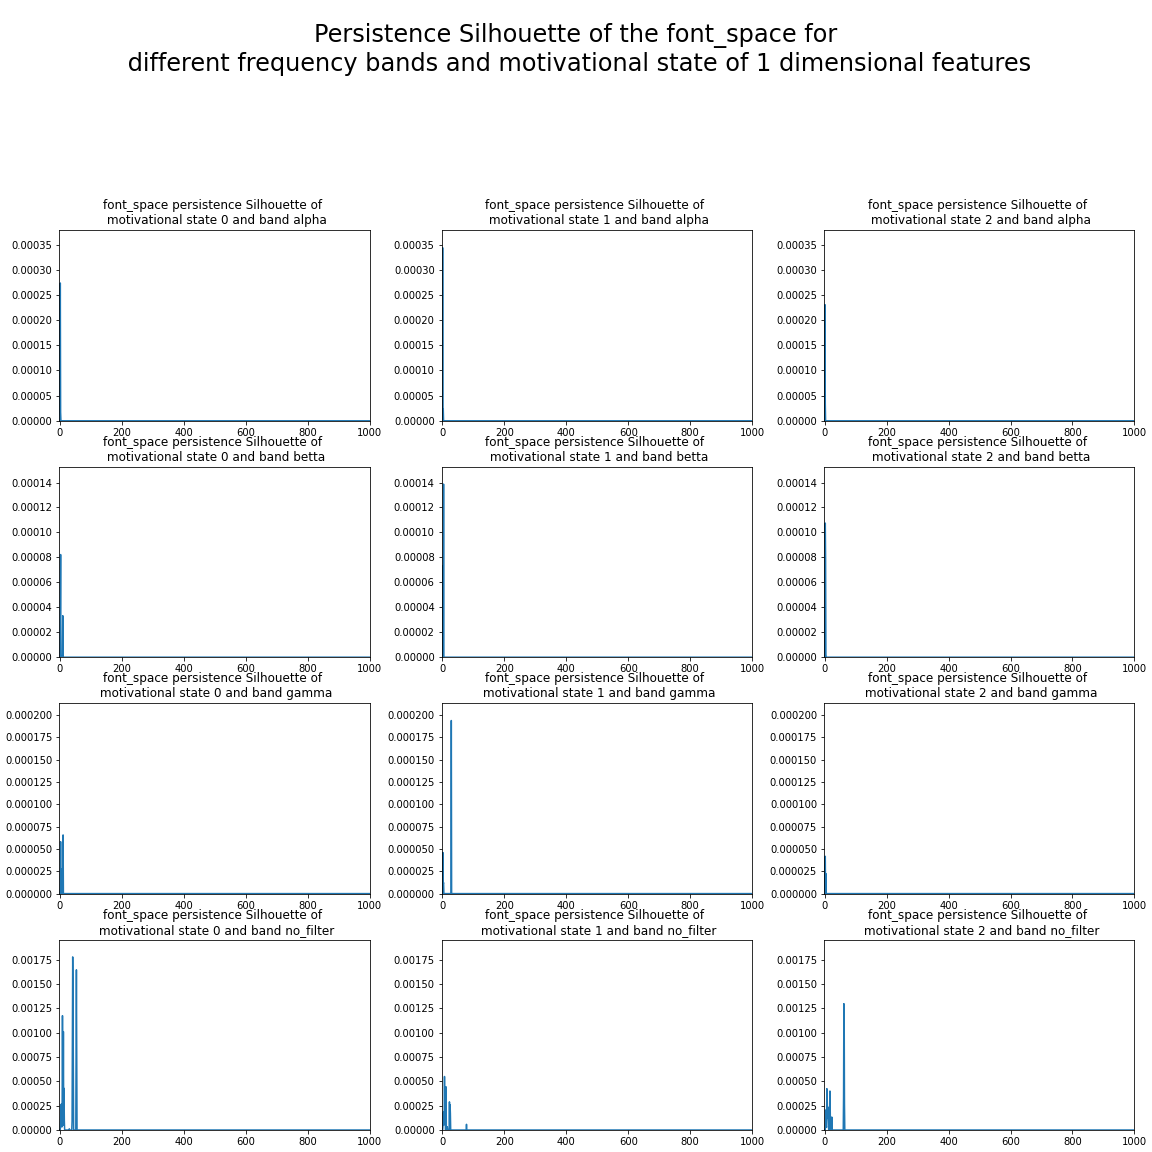 Persistence Silhouette of the font_space for
different frequency bands and motivational state of 1 dimensional features
font_space persistence Silhouette of
motivational state 0 and band alpha
0.00035
0.00030
0.00025
0.00020
0.00015
0.00010
0.00005
0.00000
0 200 400 600 800 1000
font_space persistence Silhouette of
motivational state 1 and band alpha
0.00035
0.00030
0.00025
0.00020
0.00015
0.00010
0.00005
0.00000
0 200 400 600 800 1000
font_space persistence Silhouette of
motivational state 2 and band alpha
0.00035
0.00030
0.00025
0.00020
0.00015
0.00010
0.00005
0.00000
0 200 400 600 800 1000
font_space persistence Silhouette of
motivational state 0 and band betta
0.00014
0.00012
0.00010
0.00008
0.00006
0.00004
0.00002
0.00000
0 200 400 600 800 1000
font_space persistence Silhouette of
motivational state 1 and band betta
0.00014
0.00012
0.00010
0.00008
0.00006
0.00004
0.00002
0.00000
0 200 400 600 800 1000
font_space persistence Silhouette of
motivational state 2 and band betta
0.00014
0.00012
0.00010
0.00008
0.00006
0.00004
0.00002
0.00000
0 200 400 600 800 1000
font_space persistence Silhouette of
motivational state 0 and band gamma
0.000200
0.000175
0.000150
0.000125
0.000100
0.000075
0.000050
0.000025
0.000000
0 200 400 600 800 1000
font_space persistence Silhouette of
motivational state 1 and band gamma
0.000200
0.000175
0.000150
0.000125
0.000100
0.000075
0.000050
0.000025
0.000000
0 200 400 600 800 1000
font_space persistence Silhouette of
motivational state 2 and band gamma
0.000200
0.000175
0.000150
0.000125
0.000100
0.000075
0.000050
0.000025
0.000000
0 200 400 600 800 1000
font_space persistence Silhouette of
motivational state 0 and band no_filter
0.00175
0.00150
0.00125
0.00100
0.00075
0.00050
0.00025
0.00000
0 200 400 600 800 1000
font_space persistence Silhouette of
motivational state 1 and band no_filter
0.00175
0.00150
0.00125
0.00100
0.00075
0.00050
0.00025
0.00000
0 200 400 600 800 1000
font_space persistence Silhouette of
motivational state 2 and band no_filter
0.00175
0.00150
0.00125
0.00100
0.00075
0.00050
0.00025
0.00000
0 200 400 600 800 1000